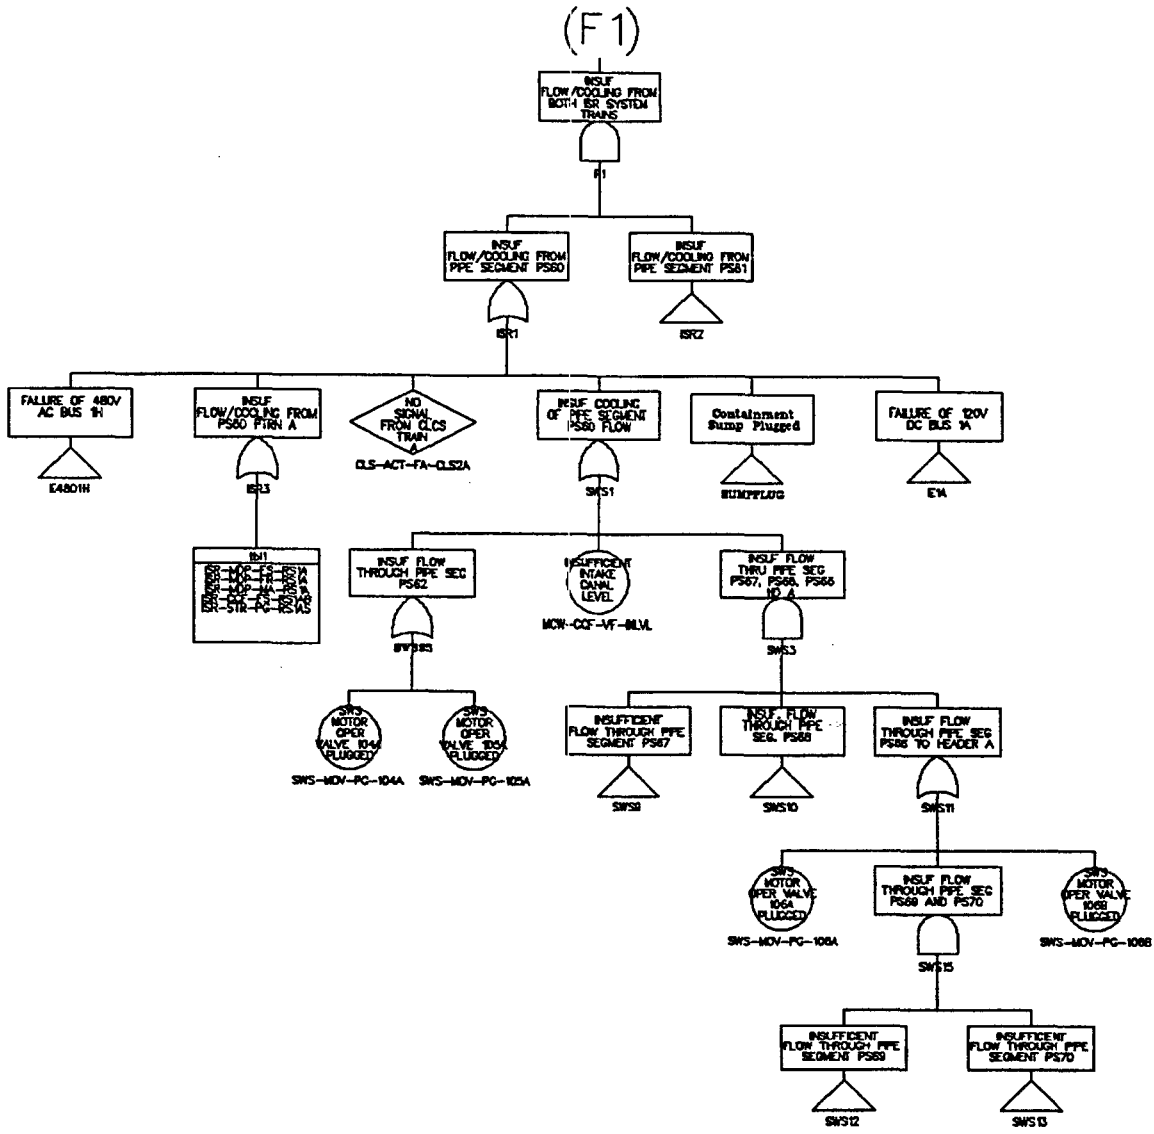 (F1)
INSUF
FLOW/COOLING FROM
BOTH ISR SYSTEM
TRAINS
F1
INSUF
FLOW/COOLING FROM
PIPE SEGMENT PS60
ISR1
INSUF
FLOW/COOLING FROM
PIPE SEGMENT PS61
ISR2
FAILURE OF 480V
AC BUS 1H
E4801H
INSUF
FLOW/COOLING FROM
PS60 PTRN A
ISR3
NO
SIGNAL
FROM CLCS
TRAIN
A
CLS-ACT-FA-CLS2A
INSUF COOLING
OF PIPE SEGMENT
PS60 FLOW
SWS1
Containment
Sump Plugged
SUMPPLUG
FAILURE OF 120V
DC BUS 1A
E1A
tbl1
INSUF FLOW
THROUGH PIPE SEG
PS62
INSUFFICIENT
INTAKE
CANAL
LEVEL
INSUF FLOW
THRU PIPE SEG
PS67, PS68, PS66
HD A
SWS3
SWS
MOTOR
OPER
VALVE 104A
PLUGGED
SWS-MOV-PG-104A
SWS
MOTOR
OPER
VALVE 105A
PLUGGED
SWS-MOV-PG-105A
INSUFFICIENT
FLOW THROUGH PIPE
SEGMENT PS67
SWS9
INSUF. FLOW
THROUGH PIPE
SEG. PS68
SWS10
INSUF FLOW
THROUGH PIPE SEG
PS66 TO HEADER A
SWS11
SWS
MOTOR
OPER VALVE
106A
PLUGGED
SWS-MOV-PG-106A
INSUF FLOW
THROUGH PIPE SEG
PS69 AND PS70
SWS15
SWS
MOTOR
OPER VALVE
106B
PLUGGED
SWS-MOV-PG-106B
INSUFFICIENT
FLOW THROUGH PIPE
SEGMENT PS69
SWS12
INSUFFICIENT
FLOW THROUGH PIPE
SEGMENT PS70
SWS13